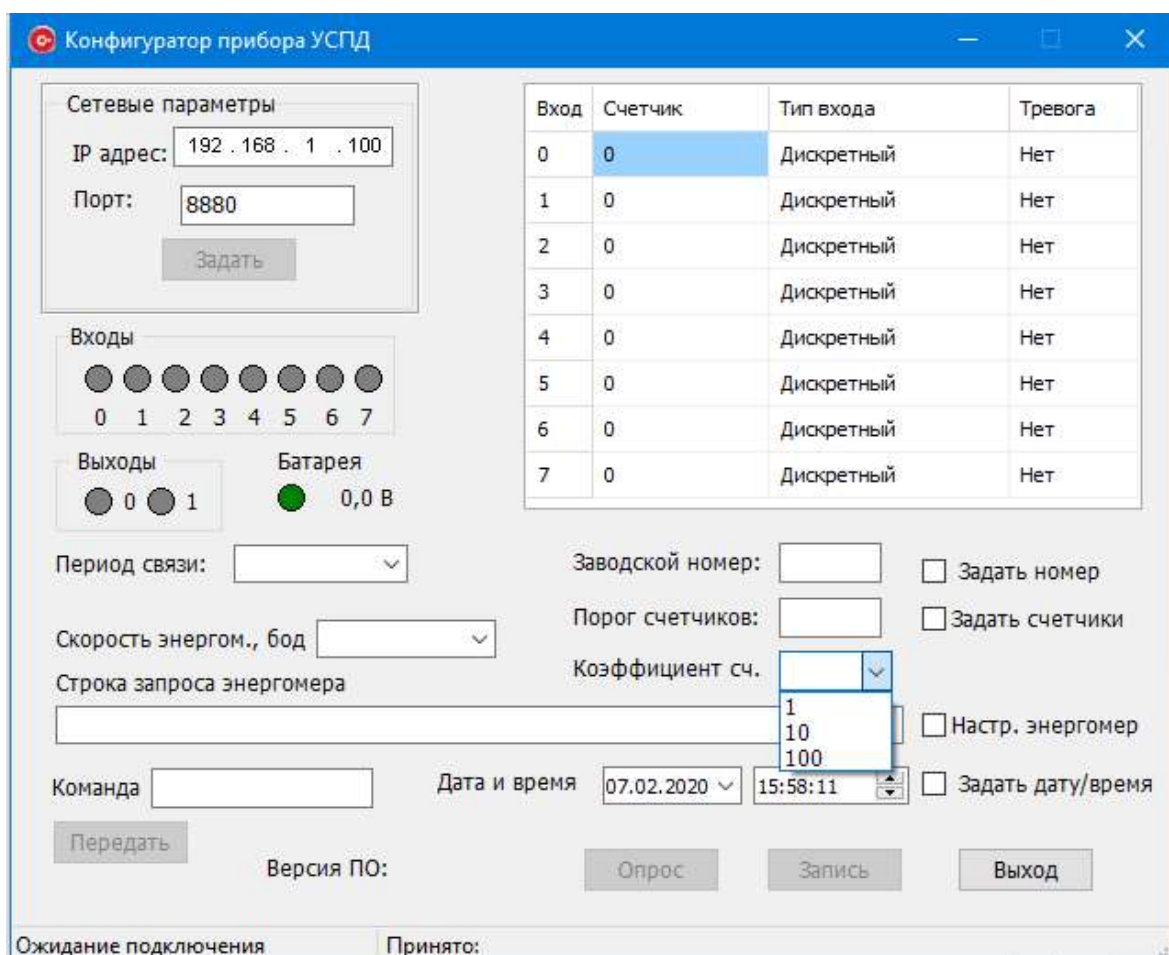 Конфигуратор прибора УСПД
Сетевые параметры
IP адрес: 192 . 168 . 1 . 100
Порт: 8880
Задать
Вход Счетчик Тип входа Тревога
0 0 Дискретный Нет
1 0 Дискретный Нет
2 0 Дискретный Нет
3 0 Дискретный Нет
4 0 Дискретный Нет
5 0 Дискретный Нет
6 0 Дискретный Нет
7 0 Дискретный Нет
Входы
0 1 2 3 4 5 6 7
Выходы
0 1
Батарея
0,0 В
Период связи:
Заводской номер:
Задать номер
Порог счетчиков:
Задать счетчики
Скорость энергом., бод
Коэффициент сч.
1
10
100
Строка запроса энергомера
Настр. энергомер
Команда
Дата и время 07.02.2020 15:58:11
Задать дату/время
Передать
Версия ПО:
Опрос
Запись
Выход
Ожидание подключения
Принято: